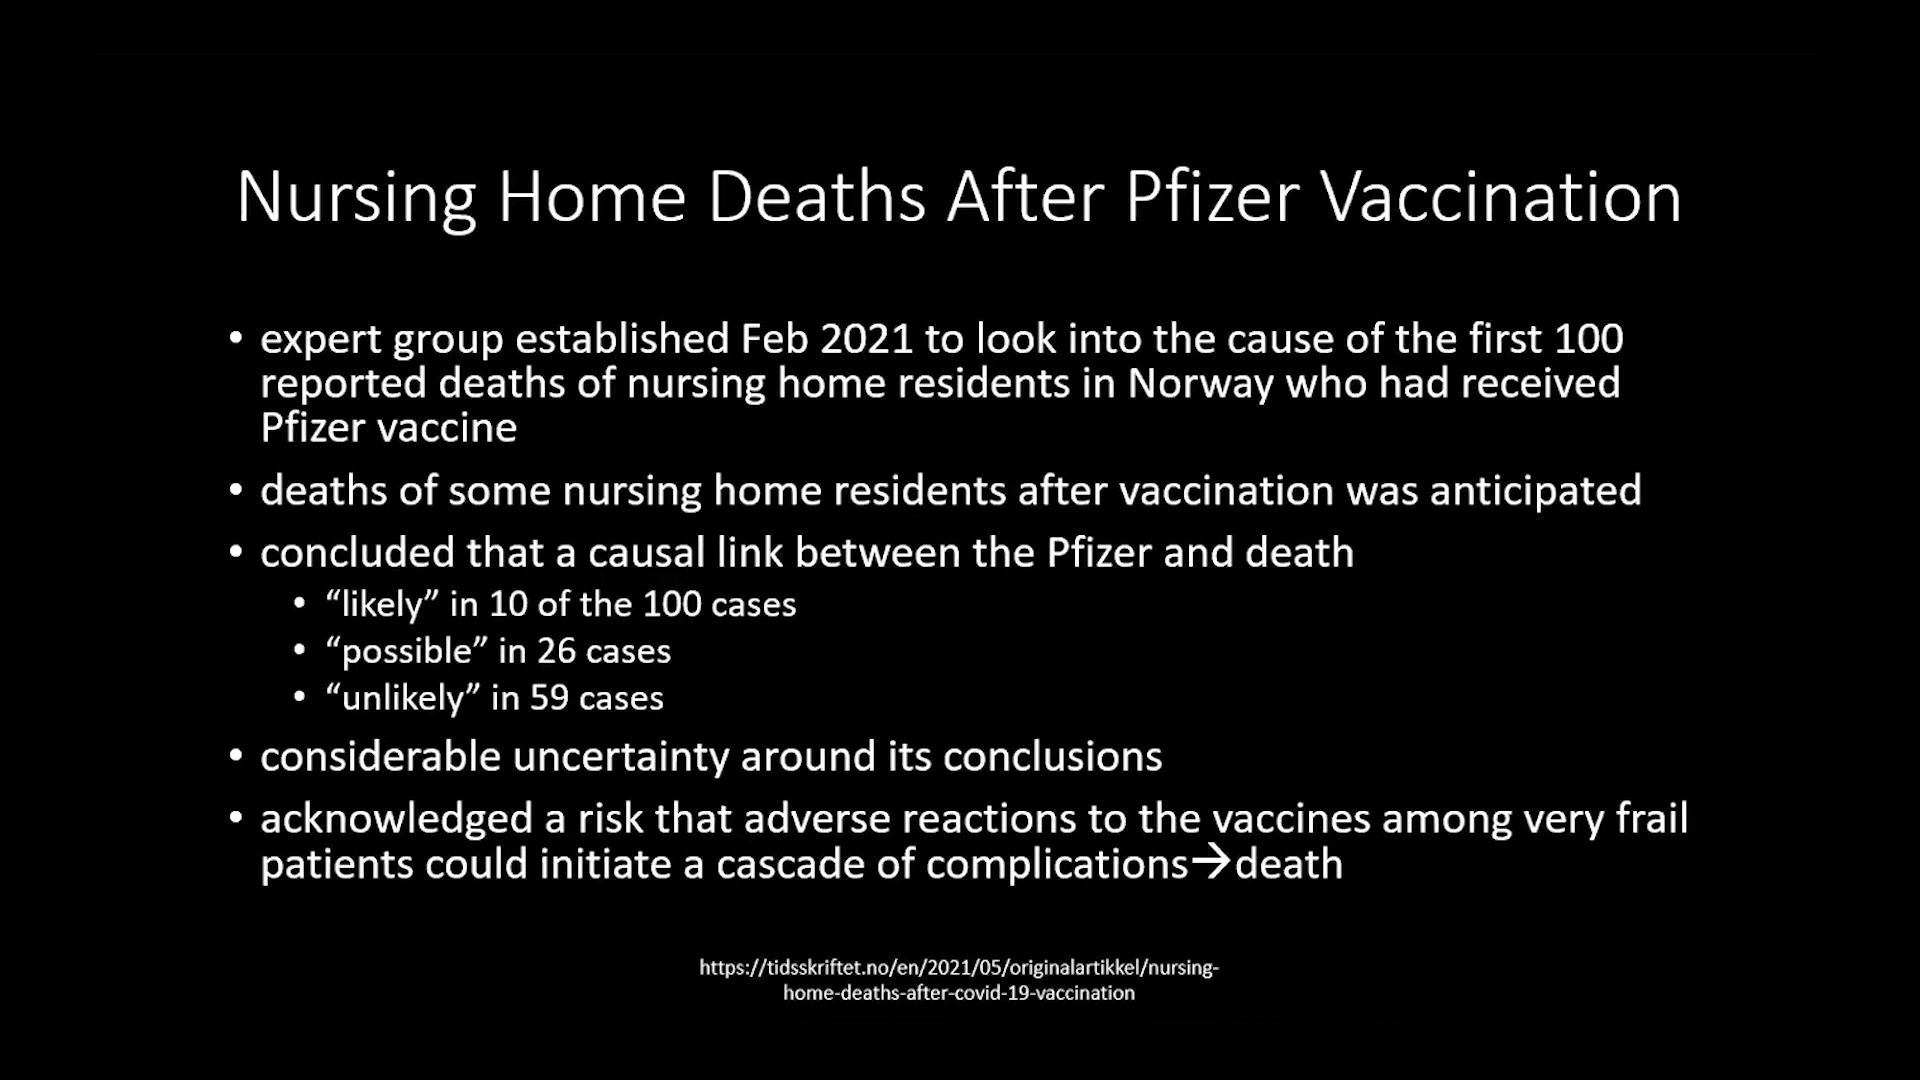 Nursing Home Deaths After Pfizer Vaccination
• expert group established Feb 2021 to look into the cause of the first 100
reported deaths of nursing home residents in Norway who had received
Pfizer vaccine
• deaths of some nursing home residents after vaccination was anticipated
• concluded that a causal link between the Pfizer and death
• “likely” in 10 of the 100 cases
• “possible” in 26 cases
• “unlikely” in 59 cases
• considerable uncertainty around its conclusions
• acknowledged a risk that adverse reactions to the vaccines among very frail
patients could initiate a cascade of complications→death
https://tidsskriftet.no/en/2021/05/originalartikkel/nursing-
home-deaths-after-covid-19-vaccination